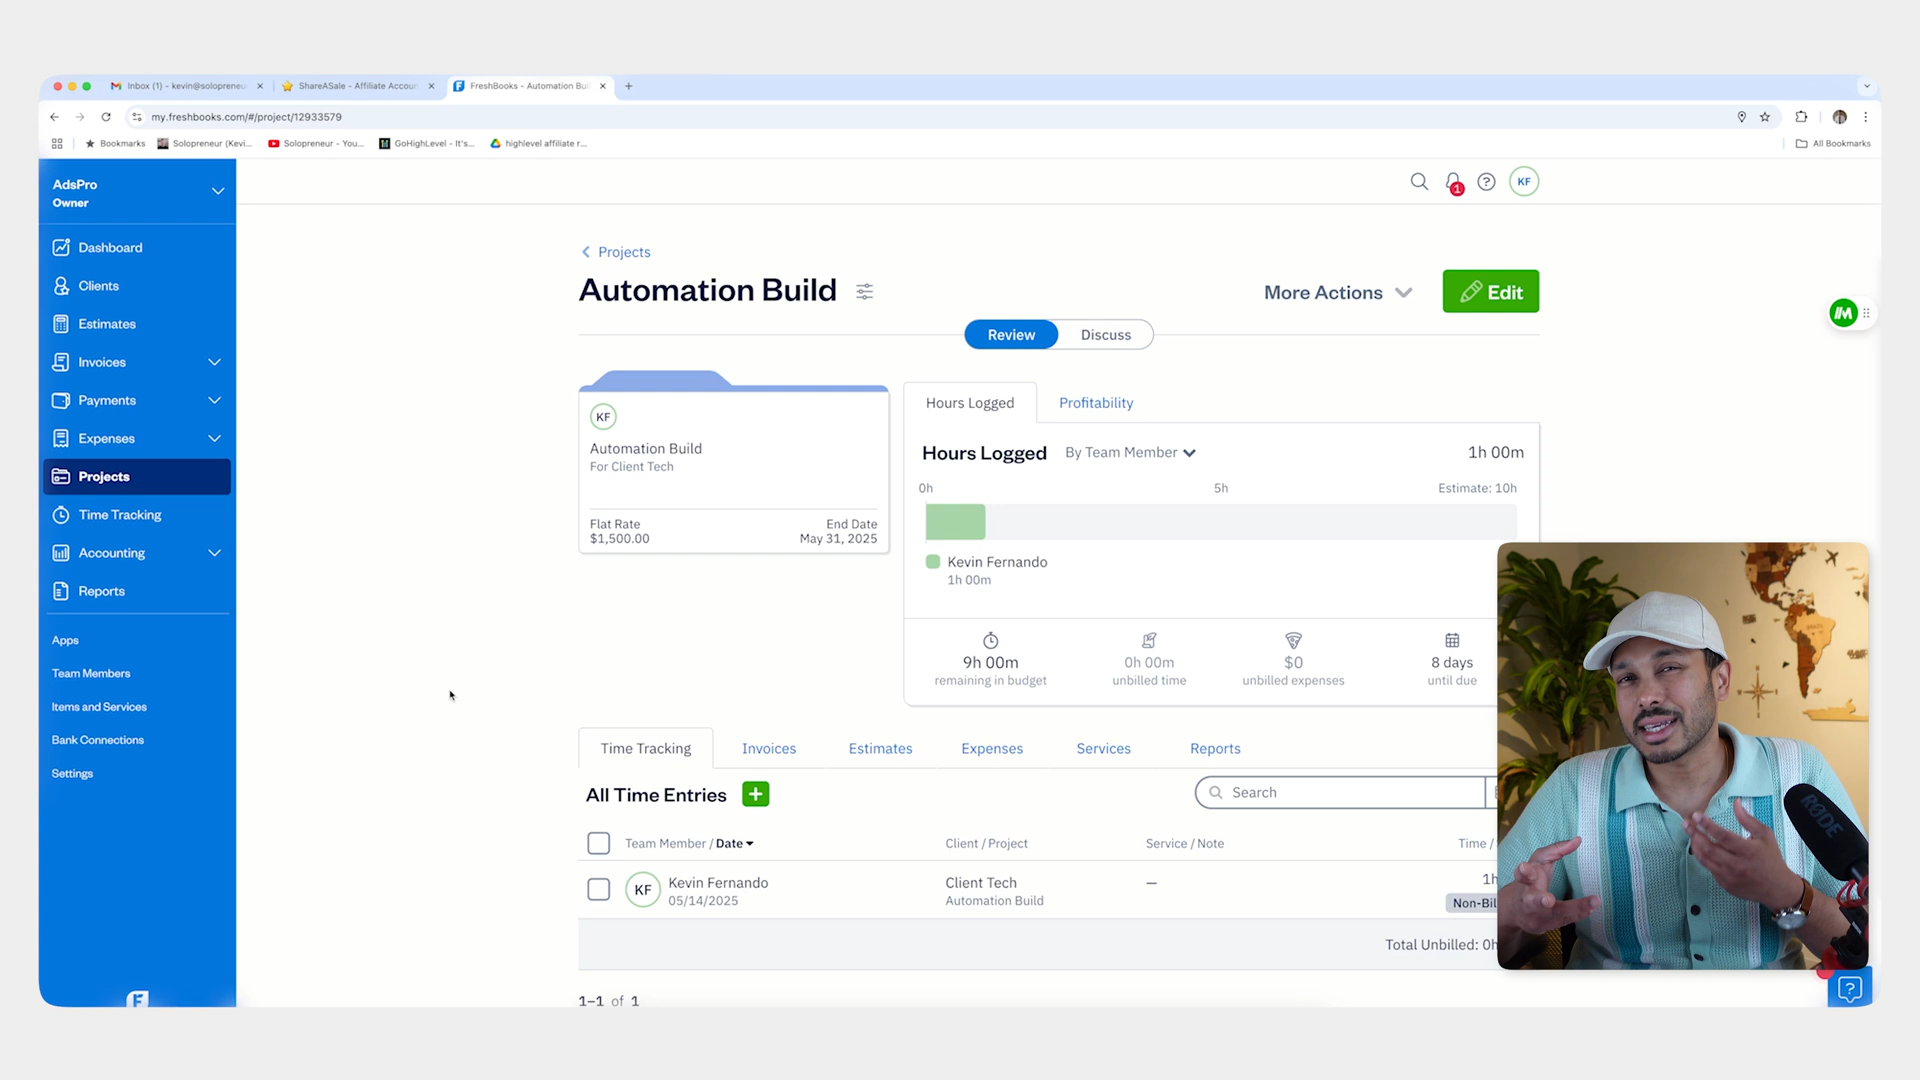 Inbox (1) - kevin@solopreneu
ShareASale - Affiliate Accoun
FreshBooks - Automation Bui
my.freshbooks.com/#/project/12933579
Bookmarks
Solopreneur (Kevi...
Solopreneur - You...
GoHighLevel - It's...
highlevel affiliate r...
All Bookmarks
AdsPro
Owner
1
KF
Dashboard
Clients
Estimates
Invoices
Payments
Expenses
Projects
Time Tracking
Accounting
Reports
Apps
Team Members
Items and Services
Bank Connections
Settings
Projects
Automation Build
More Actions
Edit
Review
Discuss
KF
Automation Build
For Client Tech
Flat Rate
End Date
$1,500.00
May 31, 2025
Hours Logged
Profitability
Hours Logged
By Team Member
1h 00m
0h
5h
Estimate: 10h
Kevin Fernando
1h 00m
9h 00m
remaining in budget
0h 00m
unbilled time
$0
unbilled expenses
8 days
until due
Time Tracking
Invoices
Estimates
Expenses
Services
Reports
All Time Entries
Search
Team Member / Date
Client / Project
Service / Note
Time /
KF
Kevin Fernando
05/14/2025
Client Tech
Automation Build
—
1h
Non-Bil
Total Unbilled: 0h
1–1 of 1
BRAZIL
RØDE